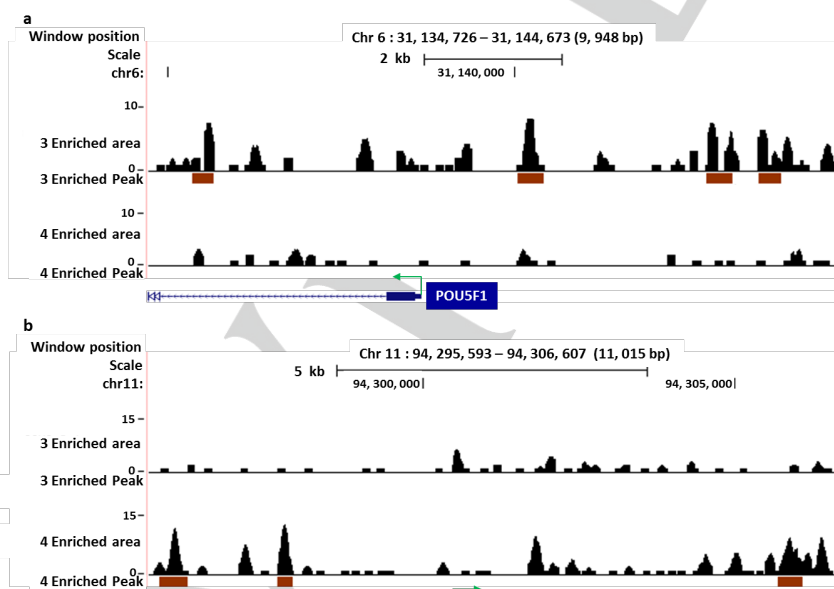 a
Window position
Chr 6 : 31, 134, 726 – 31, 144, 673 (9, 948 bp)
Scale
2 kb
chr6:
31, 140, 000
10
3 Enriched area
0
3 Enriched Peak
10
4 Enriched area
0
4 Enriched Peak
POU5F1
b
Window position
Chr 11 : 94, 295, 593 – 94, 306, 607 (11, 015 bp)
Scale
5 kb
chr11:
94, 300, 000
94, 305, 000
15
3 Enriched area
0
3 Enriched Peak
15
4 Enriched area
0
4 Enriched Peak